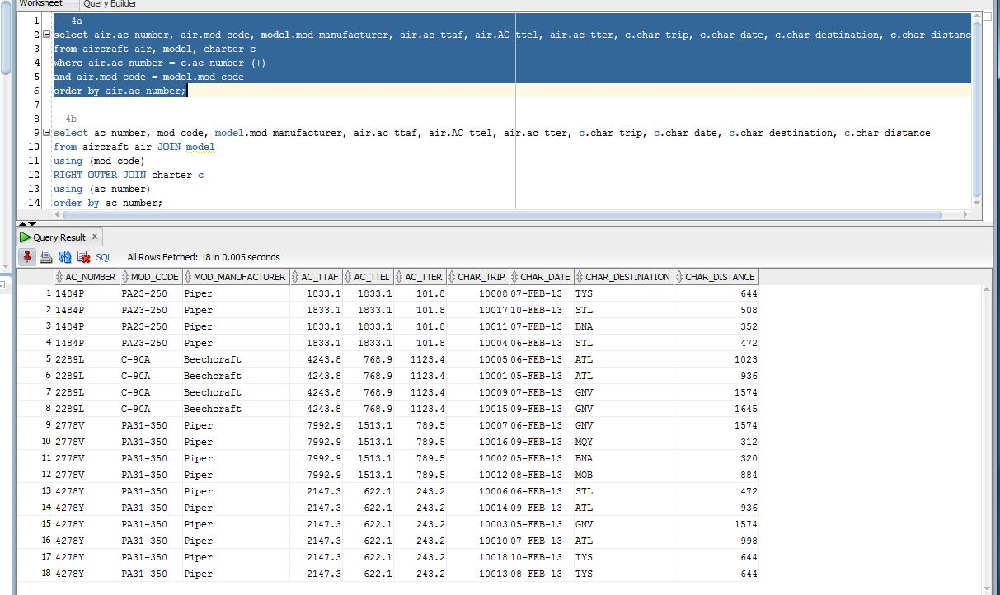 Worksheet Query Builder
1 -- 4a
2 select air.ac_number, air.mod_code, model.mod_manufacturer, air.ac_ttaf, air.AC_ttel, air.ac_tter, c.char_trip, c.char_date, c.char_destination, c.char_distanc
3 from aircraft air, model, charter c
4 where air.ac_number = c.ac_number (+)
5 and air.mod_code = model.mod_code
6 order by air.ac_number;
7
8 --4b
9 select ac_number, mod_code, model.mod_manufacturer, air.ac_ttaf, air.AC_ttel, air.ac_tter, c.char_trip, c.char_date, c.char_destination, c.char_distance
10 from aircraft air JOIN model
11 using (mod_code)
12 RIGHT OUTER JOIN charter c
13 using (ac_number)
14 order by ac_number;
Query Result x
SQL | All Rows Fetched: 18 in 0.005 seconds
AC_NUMBER MOD_CODE MOD_MANUFACTURER AC_TTAF AC_TTEL AC_TTER CHAR_TRIP CHAR_DATE CHAR_DESTINATION CHAR_DISTANCE
1 1484P PA23-250 Piper 1833.1 1833.1 101.8 10008 07-FEB-13 TYS 644
2 1484P PA23-250 Piper 1833.1 1833.1 101.8 10017 10-FEB-13 STL 508
3 1484P PA23-250 Piper 1833.1 1833.1 101.8 10011 07-FEB-13 BNA 352
4 1484P PA23-250 Piper 1833.1 1833.1 101.8 10004 06-FEB-13 STL 472
5 2289L C-90A Beechcraft 4243.8 768.9 1123.4 10005 06-FEB-13 ATL 1023
6 2289L C-90A Beechcraft 4243.8 768.9 1123.4 10001 05-FEB-13 ATL 936
7 2289L C-90A Beechcraft 4243.8 768.9 1123.4 10009 07-FEB-13 GNV 1574
8 2289L C-90A Beechcraft 4243.8 768.9 1123.4 10015 09-FEB-13 GNV 1645
9 2778V PA31-350 Piper 7992.9 1513.1 789.5 10007 06-FEB-13 GNV 1574
10 2778V PA31-350 Piper 7992.9 1513.1 789.5 10016 09-FEB-13 MQY 312
11 2778V PA31-350 Piper 7992.9 1513.1 789.5 10002 05-FEB-13 BNA 320
12 2778V PA31-350 Piper 7992.9 1513.1 789.5 10012 08-FEB-13 MOB 884
13 4278Y PA31-350 Piper 2147.3 622.1 243.2 10006 06-FEB-13 STL 472
14 4278Y PA31-350 Piper 2147.3 622.1 243.2 10014 09-FEB-13 ATL 936
15 4278Y PA31-350 Piper 2147.3 622.1 243.2 10003 05-FEB-13 GNV 1574
16 4278Y PA31-350 Piper 2147.3 622.1 243.2 10010 07-FEB-13 ATL 998
17 4278Y PA31-350 Piper 2147.3 622.1 243.2 10018 10-FEB-13 TYS 644
18 4278Y PA31-350 Piper 2147.3 622.1 243.2 10013 08-FEB-13 TYS 644